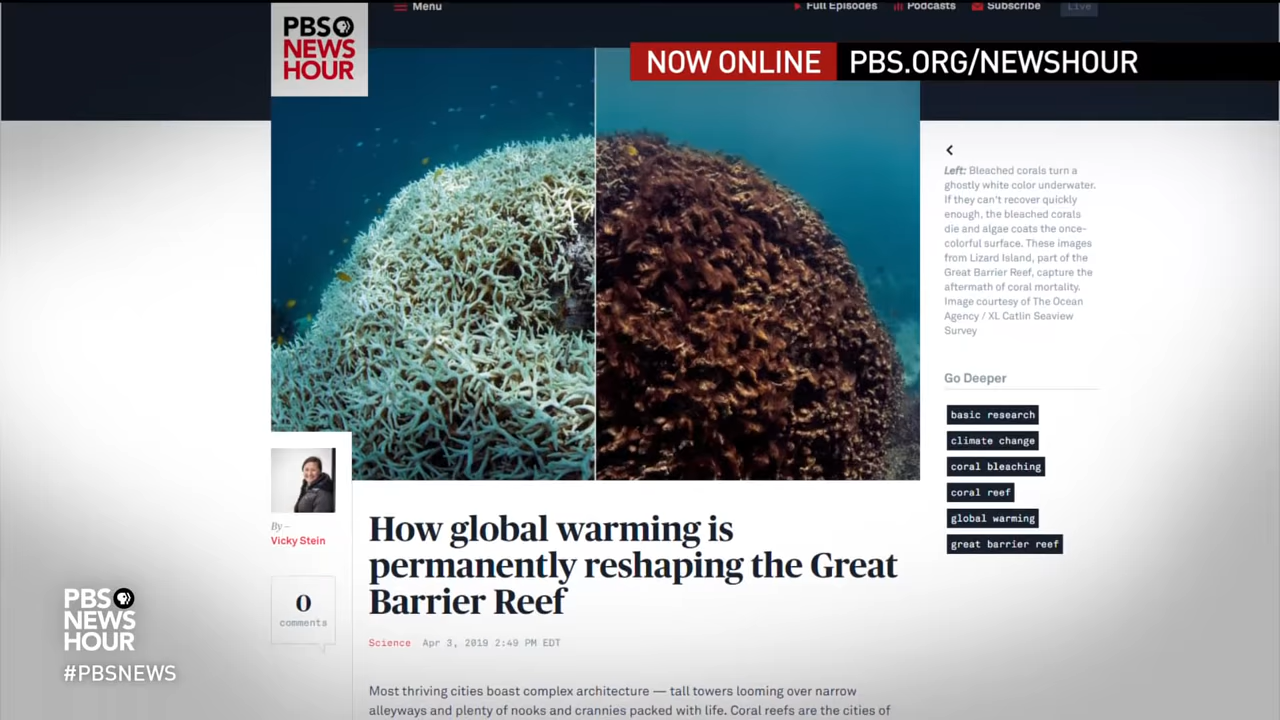 Menu
Full Episodes
Podcasts
Subscribe
Live
PBS
NEWS
HOUR
NOW ONLINE
PBS.ORG/NEWSHOUR
Left: Bleached corals turn a
ghostly white color underwater.
If they can't recover quickly
enough, the bleached corals
die and algae coats the once-
colorful surface. These images
from Lizard Island, part of the
Great Barrier Reef, capture the
aftermath of coral mortality.
Image courtesy of The Ocean
Agency / XL Catlin Seaview
Survey
Go Deeper
basic research
climate change
coral bleaching
coral reef
global warming
great barrier reef
By –
Vicky Stein
0
comments
How global warming is
permanently reshaping the Great
Barrier Reef
Science Apr 3, 2019 2:49 PM EDT
Most thriving cities boast complex architecture — tall towers looming over narrow
alleyways and plenty of nooks and crannies packed with life. Coral reefs are the cities of
PBS
NEWS
HOUR
#PBSNEWS